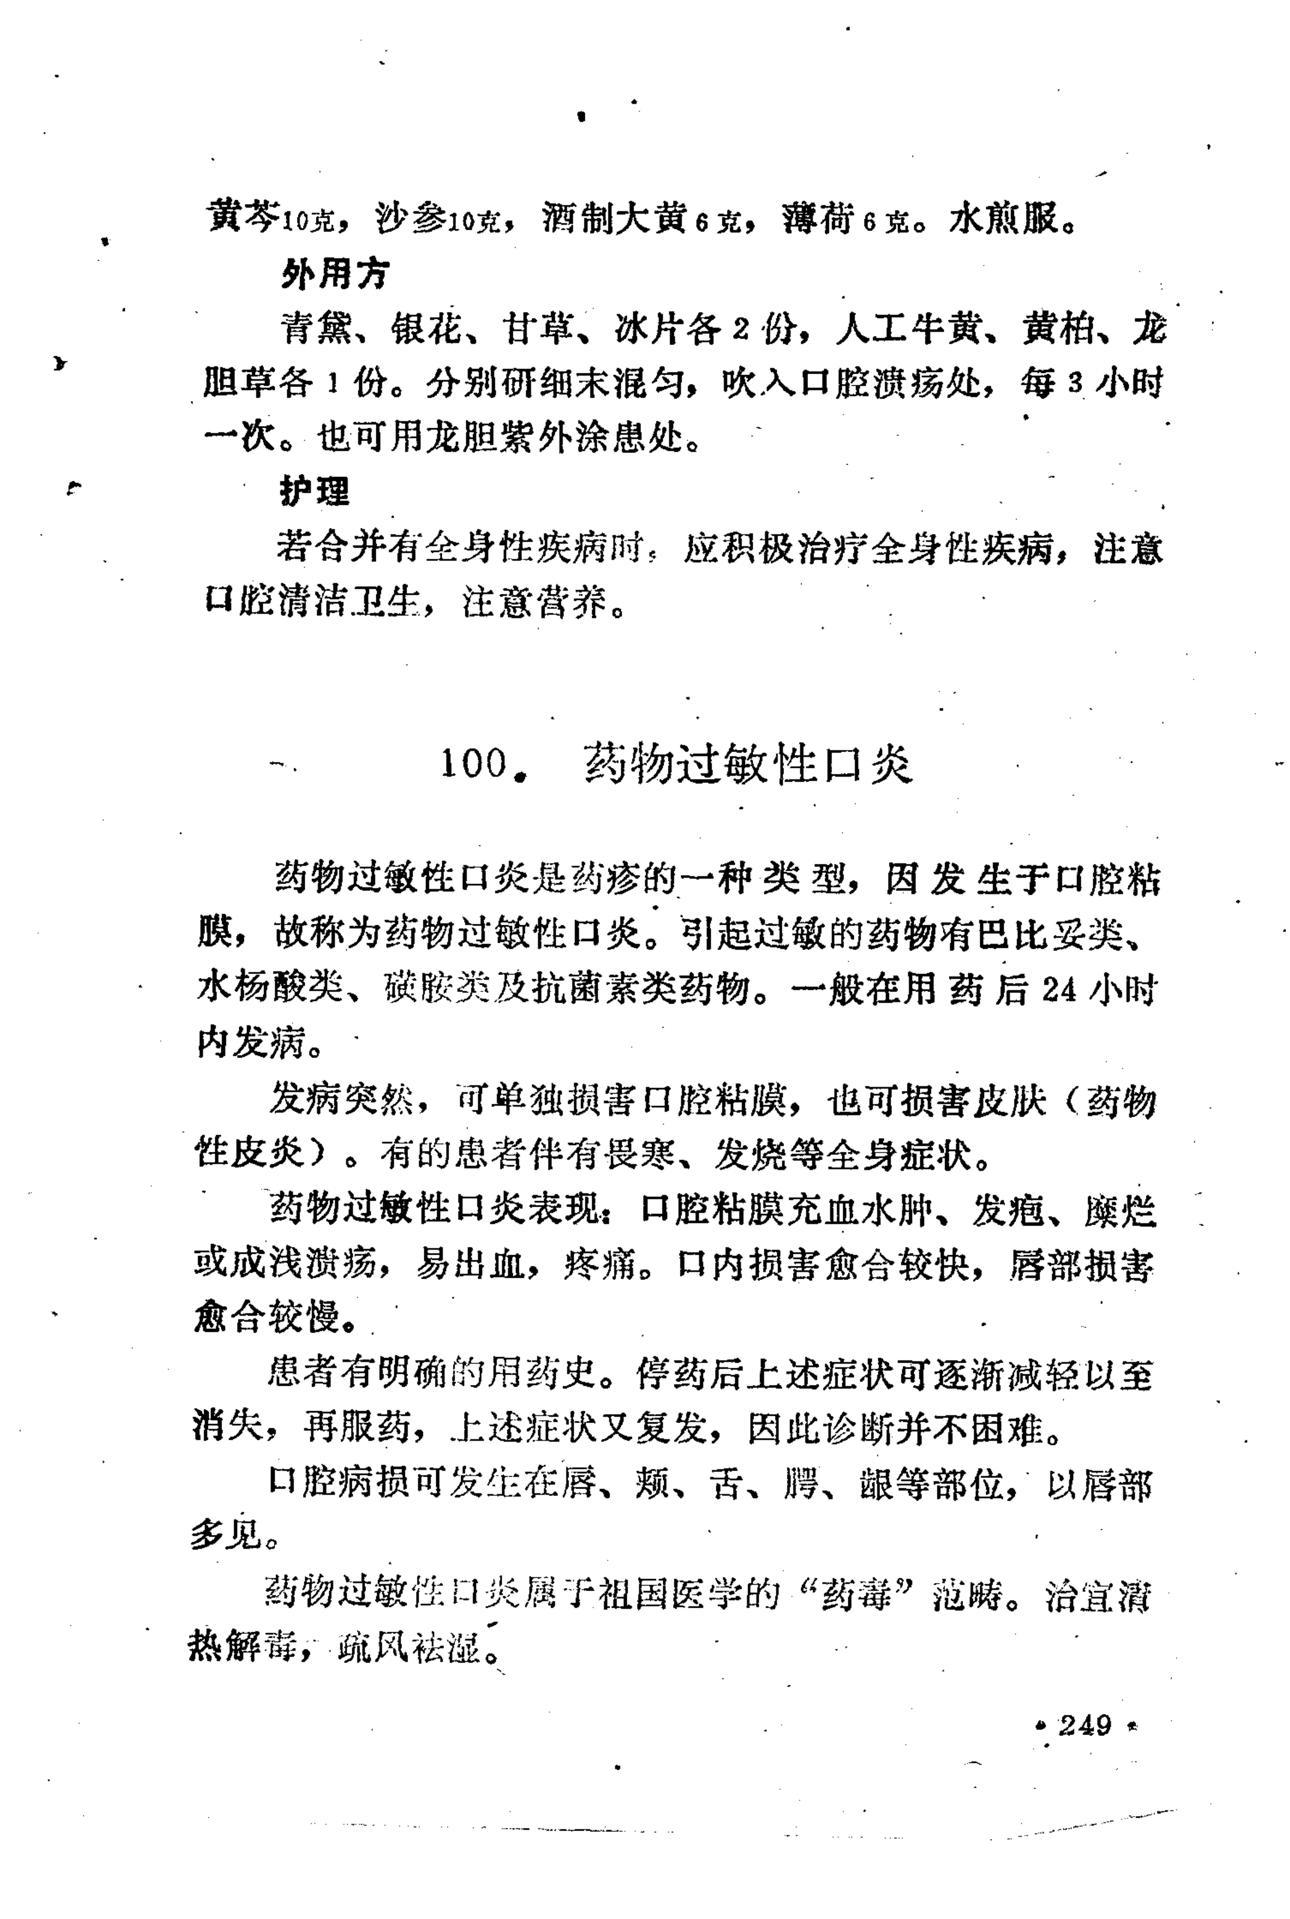 黄芩10克，沙参10克，酒制大黄6克，薄荷6克。水煎服。
外用方
青黛、银花、甘草、冰片各2份，人工牛黄、黄柏、龙
胆草各1份。分别研细末混匀，吹入口腔溃疡处，每3小时
一次。也可用龙胆紫外涂患处。
护理
若合并有全身性疾病时，应积极治疗全身性疾病，注意
口腔清洁卫生，注意营养。
100．药物过敏性口炎
药物过敏性口炎是药疹的一种类型，因发生于口腔粘
膜，故称为药物过敏性口炎。引起过敏的药物有巴比妥类、
水杨酸类、磺胺类及抗菌素类药物。一般在用药后24小时
内发病。
发病突然，可单独损害口腔粘膜，也可损害皮肤（药物
性皮炎）。有的患者伴有畏寒、发烧等全身症状。
药物过敏性口炎表现：口腔粘膜充血水肿、发疱、糜烂
或成浅溃疡，易出血，疼痛。口内损害愈合较快，唇部损害
愈合较慢。
患者有明确的用药史。停药后上述症状可逐渐减轻以至
消失，再服药，上述症状又复发，因此诊断并不困难。
口腔病损可发生在唇、颊、舌、腭、龈等部位，以唇部
多见。
药物过敏性口炎属于祖国医学的“药毒”范畴。治宜清
热解毒，疏风祛湿。
·249·